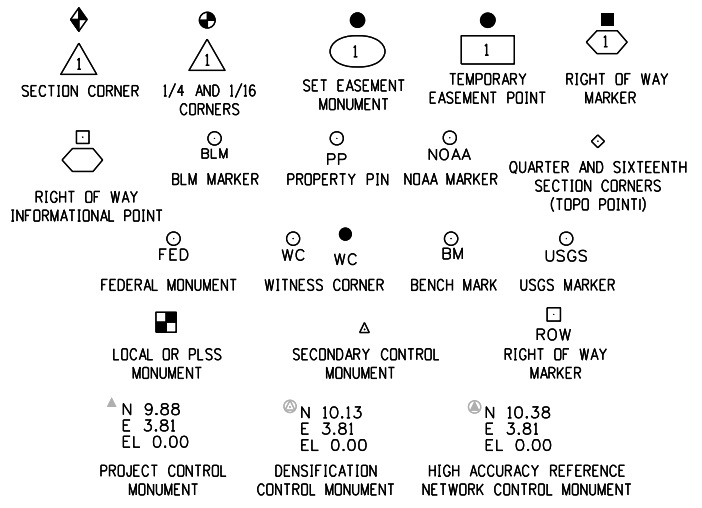 1
1
1
1
1
SECTION CORNER
1/4 AND 1/16
CORNERS
SET EASEMENT
MONUMENT
TEMPORARY
EASEMENT POINT
RIGHT OF WAY
MARKER
RIGHT OF WAY
INFORMATIONAL POINT
BLM
BLM MARKER
PP
PROPERTY PIN
NOAA
NOAA MARKER
QUARTER AND SIXTEENTH
SECTION CORNERS
(TOPO POINT1)
FED
FEDERAL MONUMENT
WC
WC
WITNESS CORNER
BM
BENCH MARK
USGS
USGS MARKER
LOCAL OR PLSS
MONUMENT
SECONDARY CONTROL
MONUMENT
ROW
RIGHT OF WAY
MARKER
N 9.88
E 3.81
EL 0.00
PROJECT CONTROL
MONUMENT
N 10.13
E 3.81
EL 0.00
DENSIFICATION
CONTROL MONUMENT
N 10.38
E 3.81
EL 0.00
HIGH ACCURACY REFERENCE
NETWORK CONTROL MONUMENT